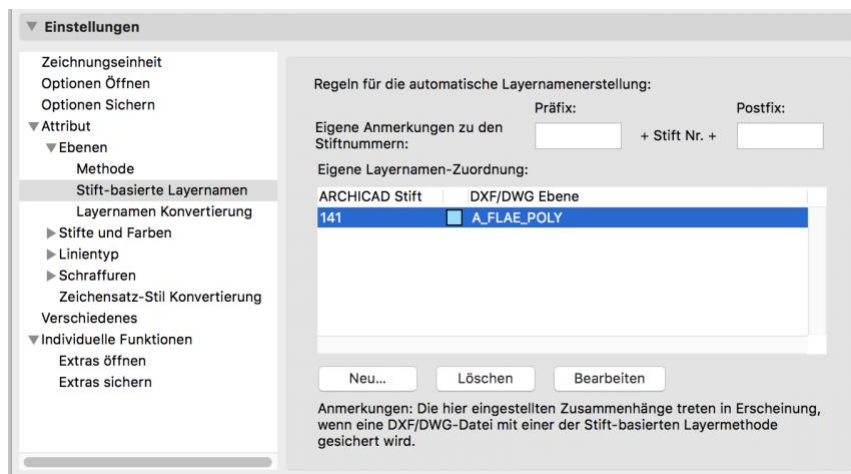 Einstellungen
Zeichnungseinheit
Optionen Öffnen
Optionen Sichern
Attribut
Ebenen
Methode
Stift-basierte Layernamen
Layernamen Konvertierung
Stifte und Farben
Linientyp
Schraffuren
Zeichensatz-Stil Konvertierung
Verschiedenes
Individuelle Funktionen
Extras öffnen
Extras sichern
Regeln für die automatische Layernamenerstellung:
Präfix: Postfix:
Eigene Anmerkungen zu den
Stiftnummern: + Stift Nr. +
Eigene Layernamen-Zuordnung:
ARCHICAD Stift DXF/DWG Ebene
141 A_FLAE_POLY
Neu... Löschen Bearbeiten
Anmerkungen: Die hier eingestellten Zusammenhänge treten in Erscheinung,
wenn eine DXF/DWG-Datei mit einer der Stift-basierten Layermethode
gesichert wird.